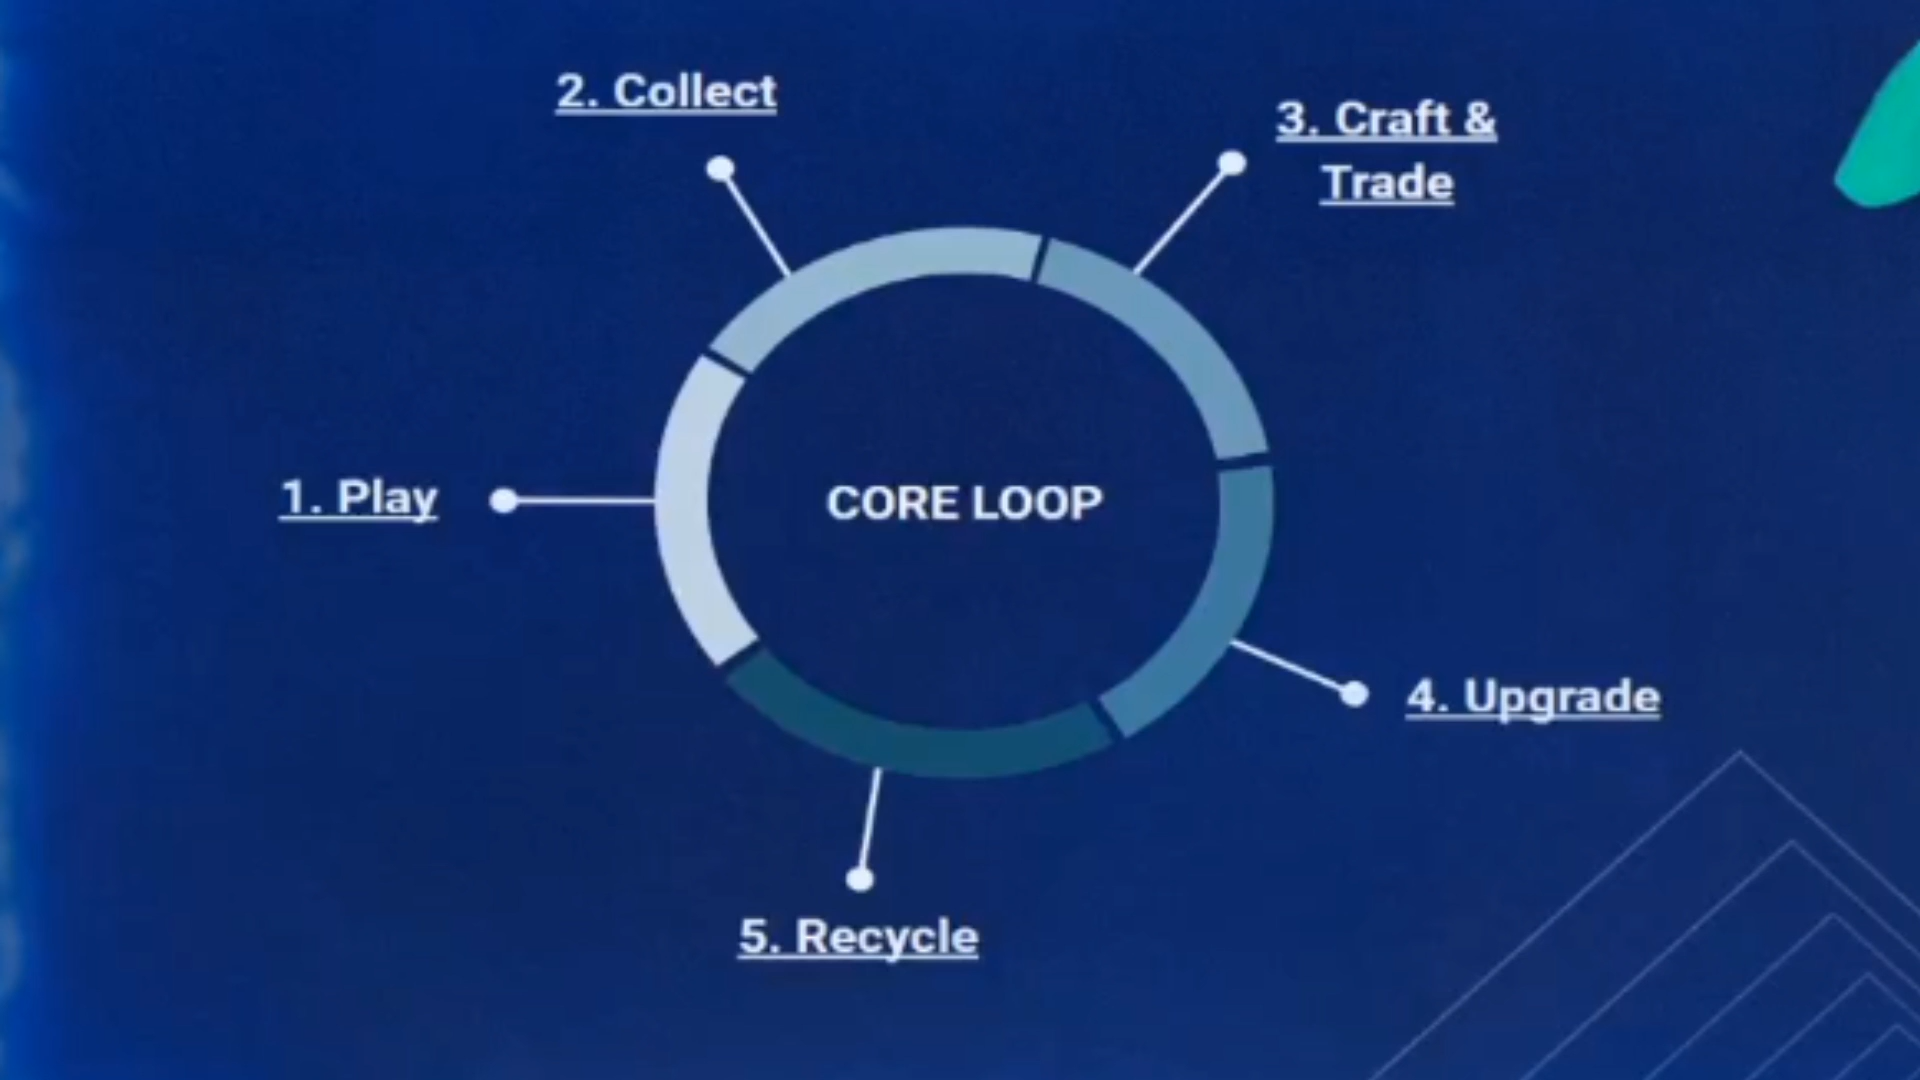 2. Collect
3. Craft &
Trade
1. Play
CORE LOOP
4. Upgrade
5. Recycle